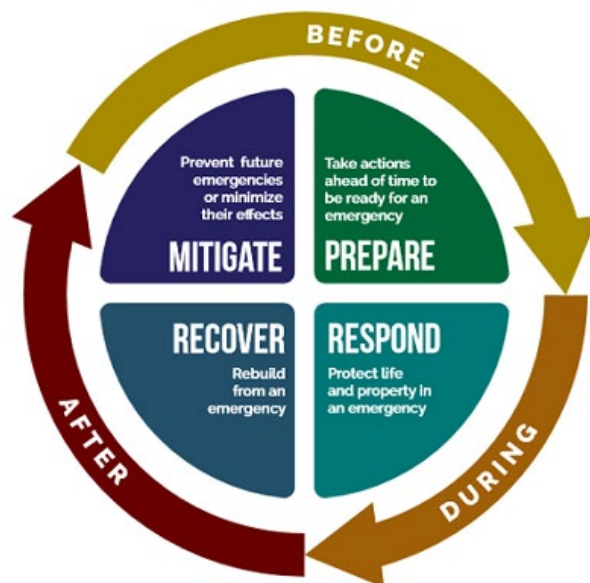 BEFORE
Prevent future
emergencies
or minimize
their effects
MITIGATE
Take actions
ahead of time to
be ready for an
emergency
PREPARE
RECOVER
Rebuild
from an
emergency
RESPOND
Protect life
and property in
an emergency
AFTER
DURING